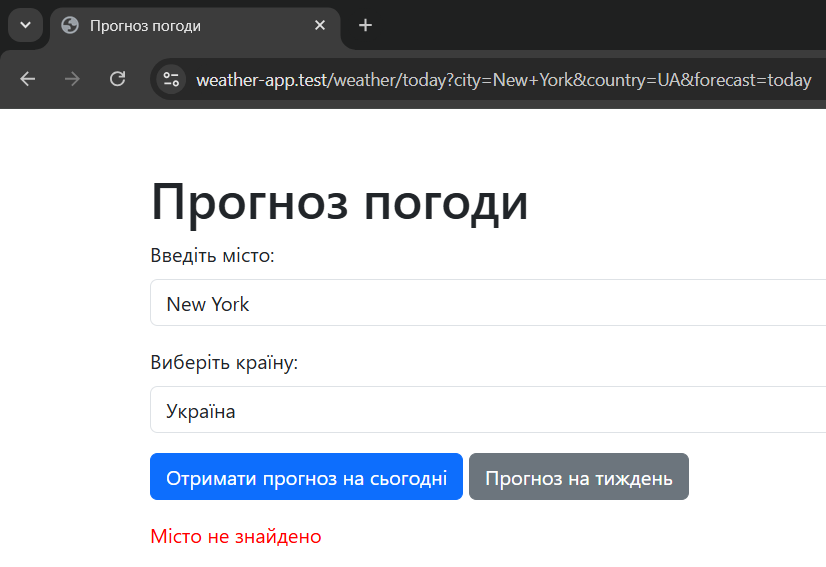 Прогноз погоди
weather-app.test/weather/today?city=New+York&country=UA&forecast=today
Прогноз погоди
Введіть місто:
New York
Виберіть країну:
Україна
Отримати прогноз на сьогодні Прогноз на тиждень
Місто не знайдено